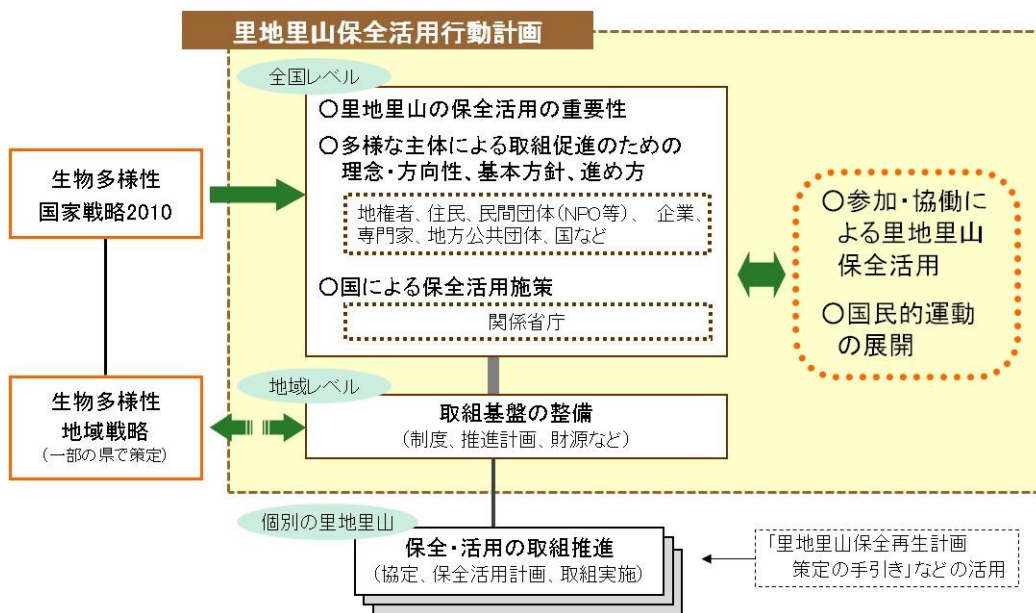 里地里山保全活用行動計画
全国レベル
○里地里山の保全活用の重要性
○多様な主体による取組促進のための
理念・方向性、基本方針、進め方
地権者、住民、民間団体(NPO等)、 企業、
専門家、地方公共団体、国など
○国による保全活用施策
関係省庁
生物多様性
国家戦略2010
○参加・協働に
よる里地里山
保全活用
○国民的運動
の展開
地域レベル
取組基盤の整備
(制度、推進計画、財源など)
生物多様性
地域戦略
(一部の県で策定)
個別の里地里山
保全・活用の取組推進
(協定、保全活用計画、取組実施)
「里地里山保全再生計画
策定の手引き」などの活用